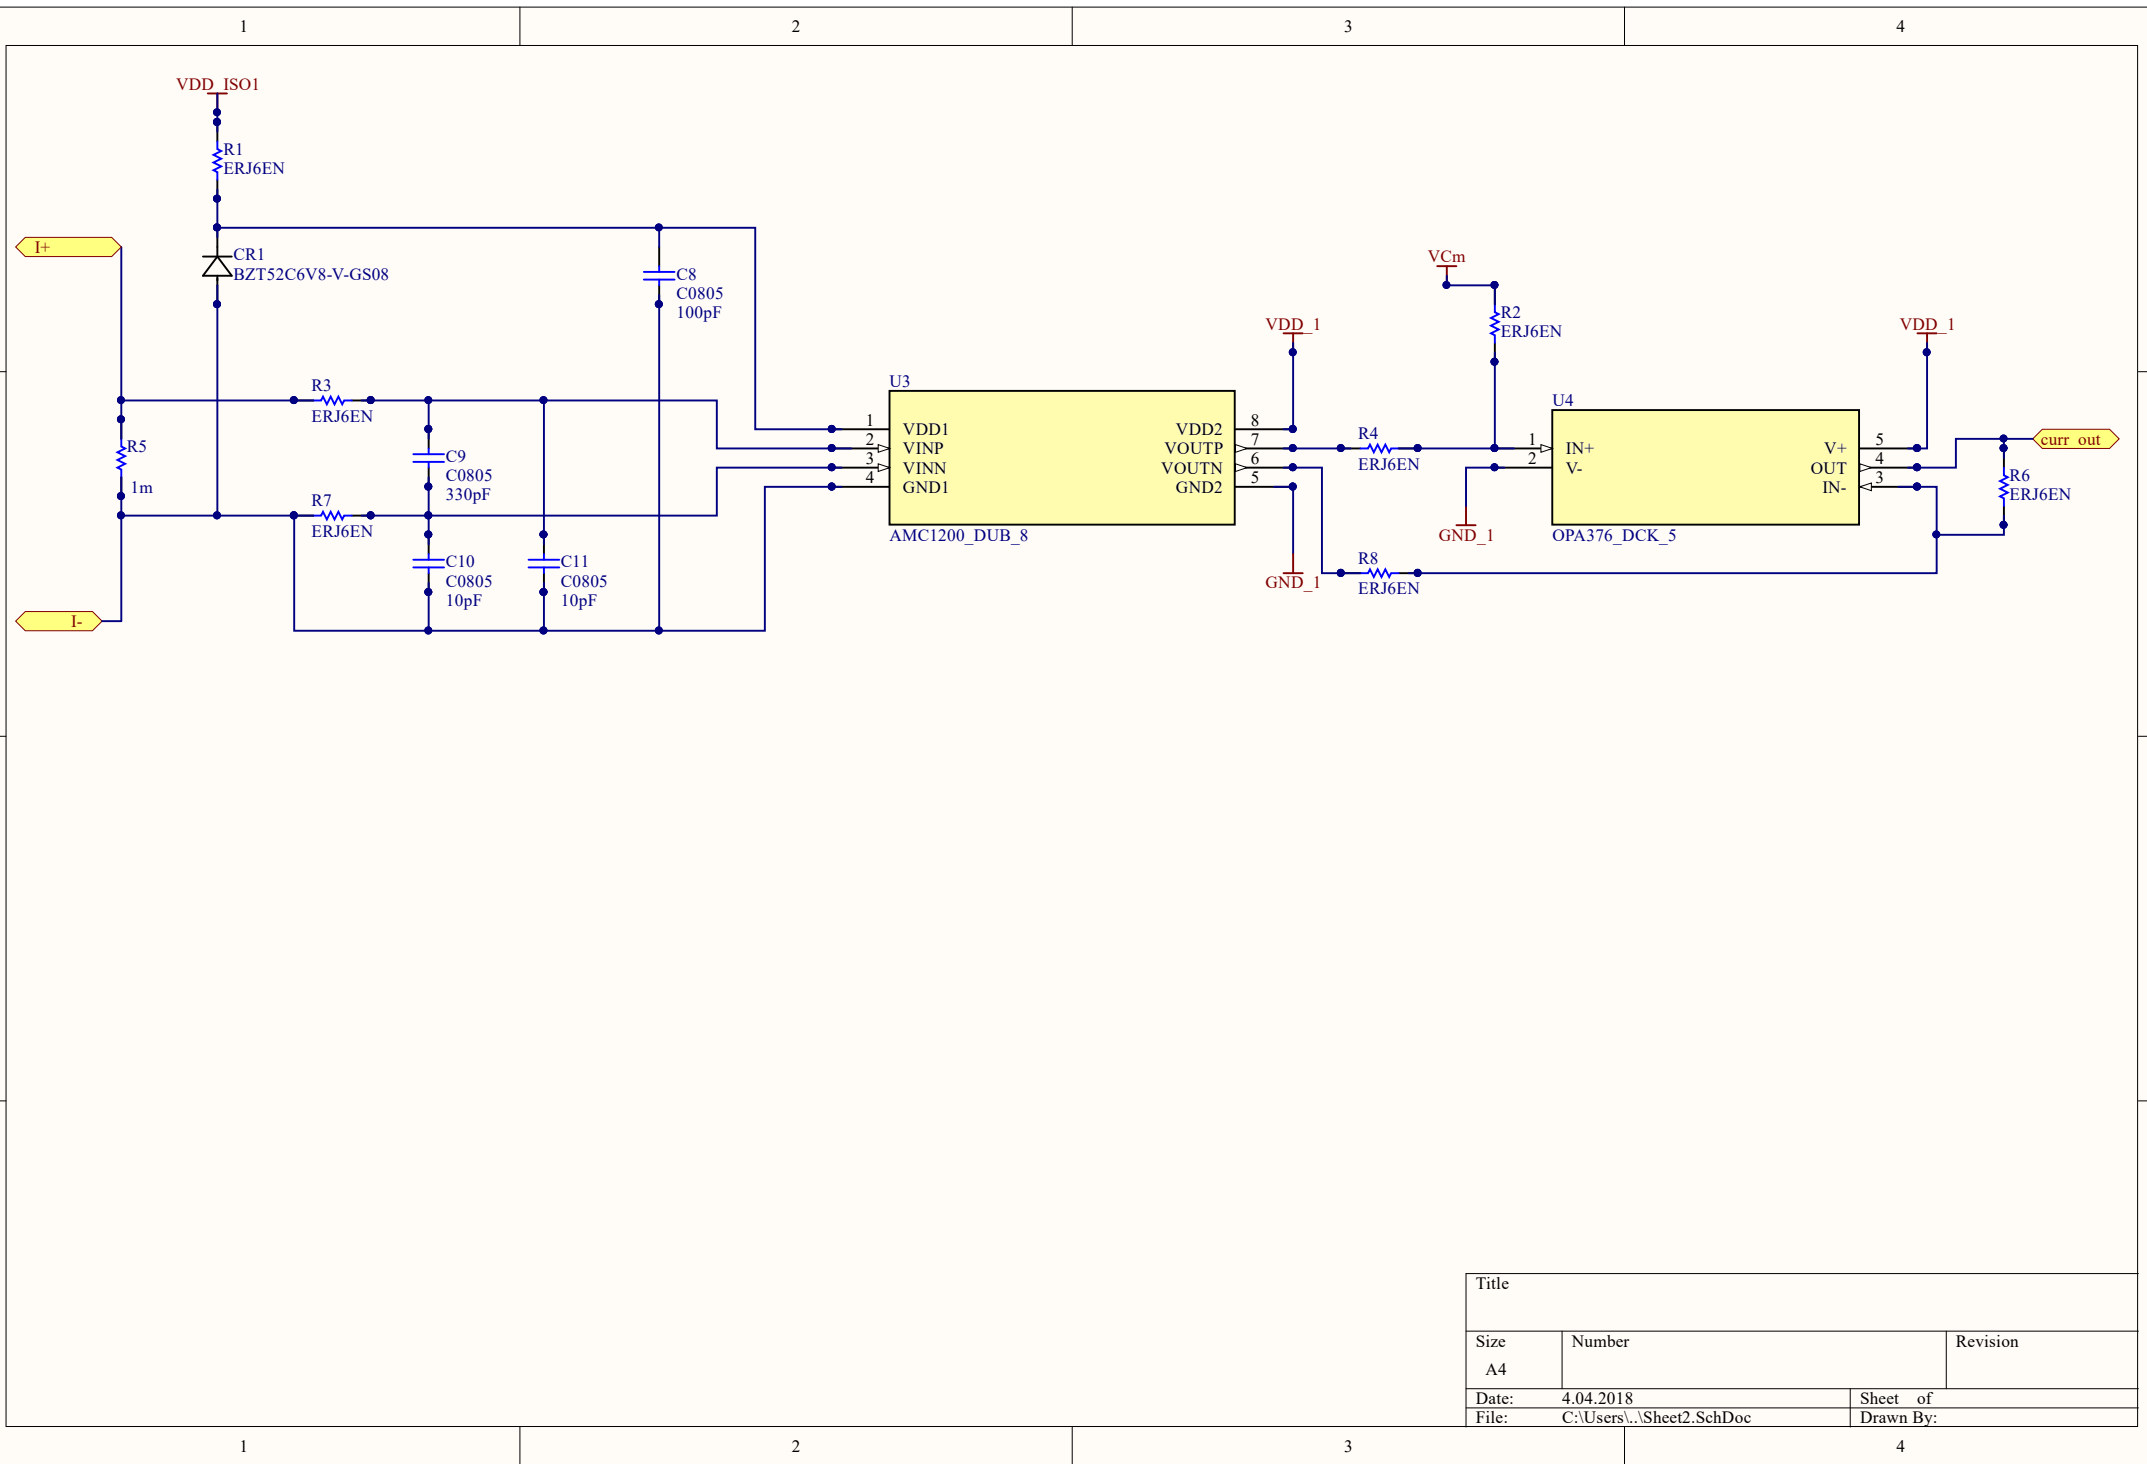 1 2 3 4
VDD_ISO1
R1
ERJ6EN
I+
CR1
BZT52C6V8-V-GS08
C8
C0805
100pF
VCm
R2
ERJ6EN
VDD_1
VDD_1
R3
ERJ6EN
R5
1m
C9
C0805
330pF
R7
ERJ6EN
C10
C0805
10pF
C11
C0805
10pF
I-
U3
1 VDD1
2 VINP
3 VINN
4 GND1
VDD2 8
VOUTP 7
VOUTN 6
GND2 5
AMC1200_DUB_8
GND_1
R4
ERJ6EN
R8
ERJ6EN
GND_1
U4
1 IN+
2 V-
V+ 5
OUT 4
IN- 3
OPA376_DCK_5
curr_out
R6
ERJ6EN
Title
Size
A4
Number
Revision
Date: 4.04.2018
Sheet of
File: C:\Users\..\Sheet2.SchDoc
Drawn By:
1 2 3 4